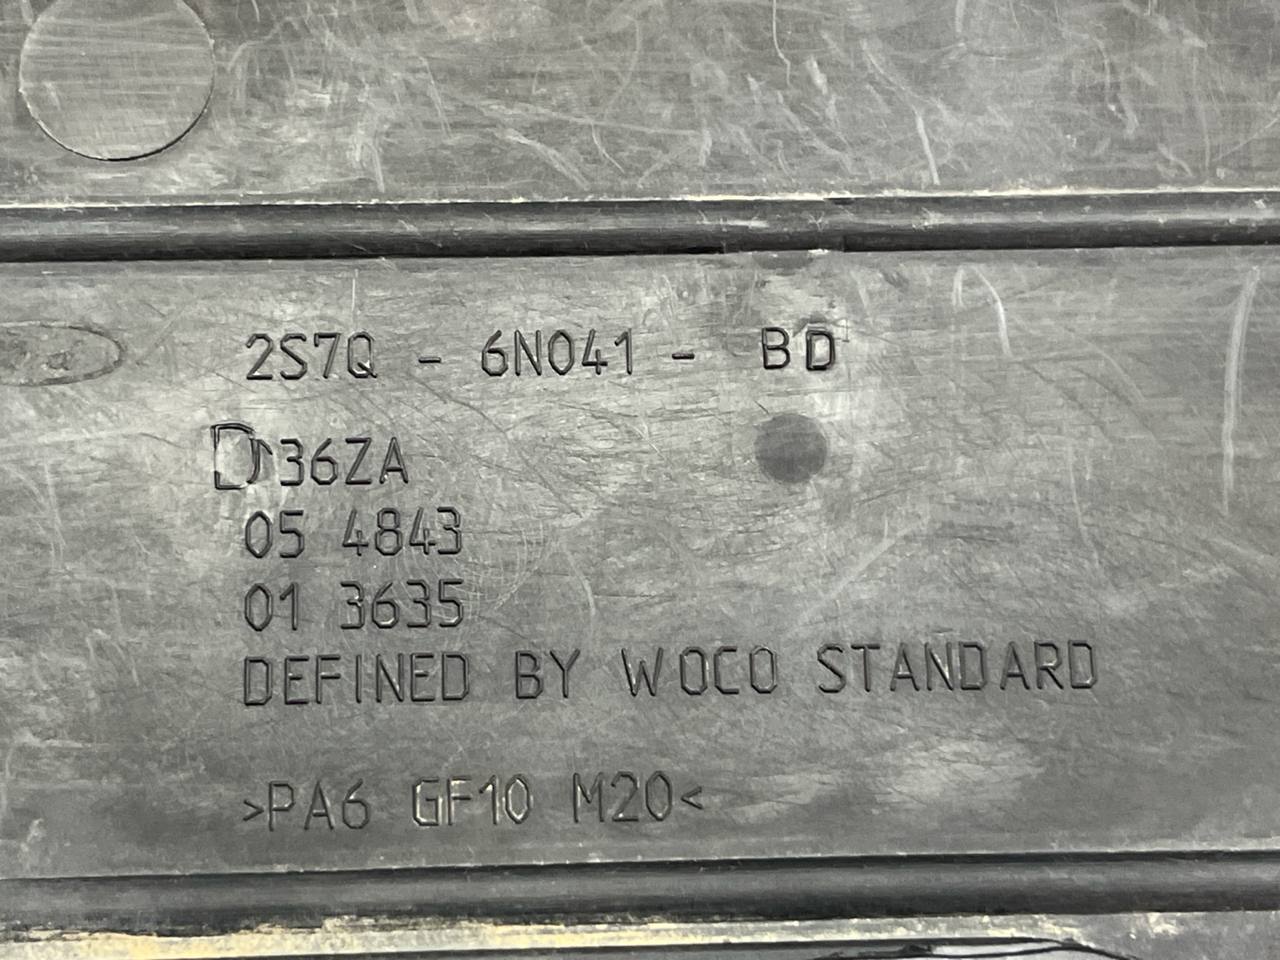 2S7Q - 6N041 - BD
36ZA
05 4843
01 3635
DEFINED BY WOCO STANDARD
>PA6 GF10 M20<